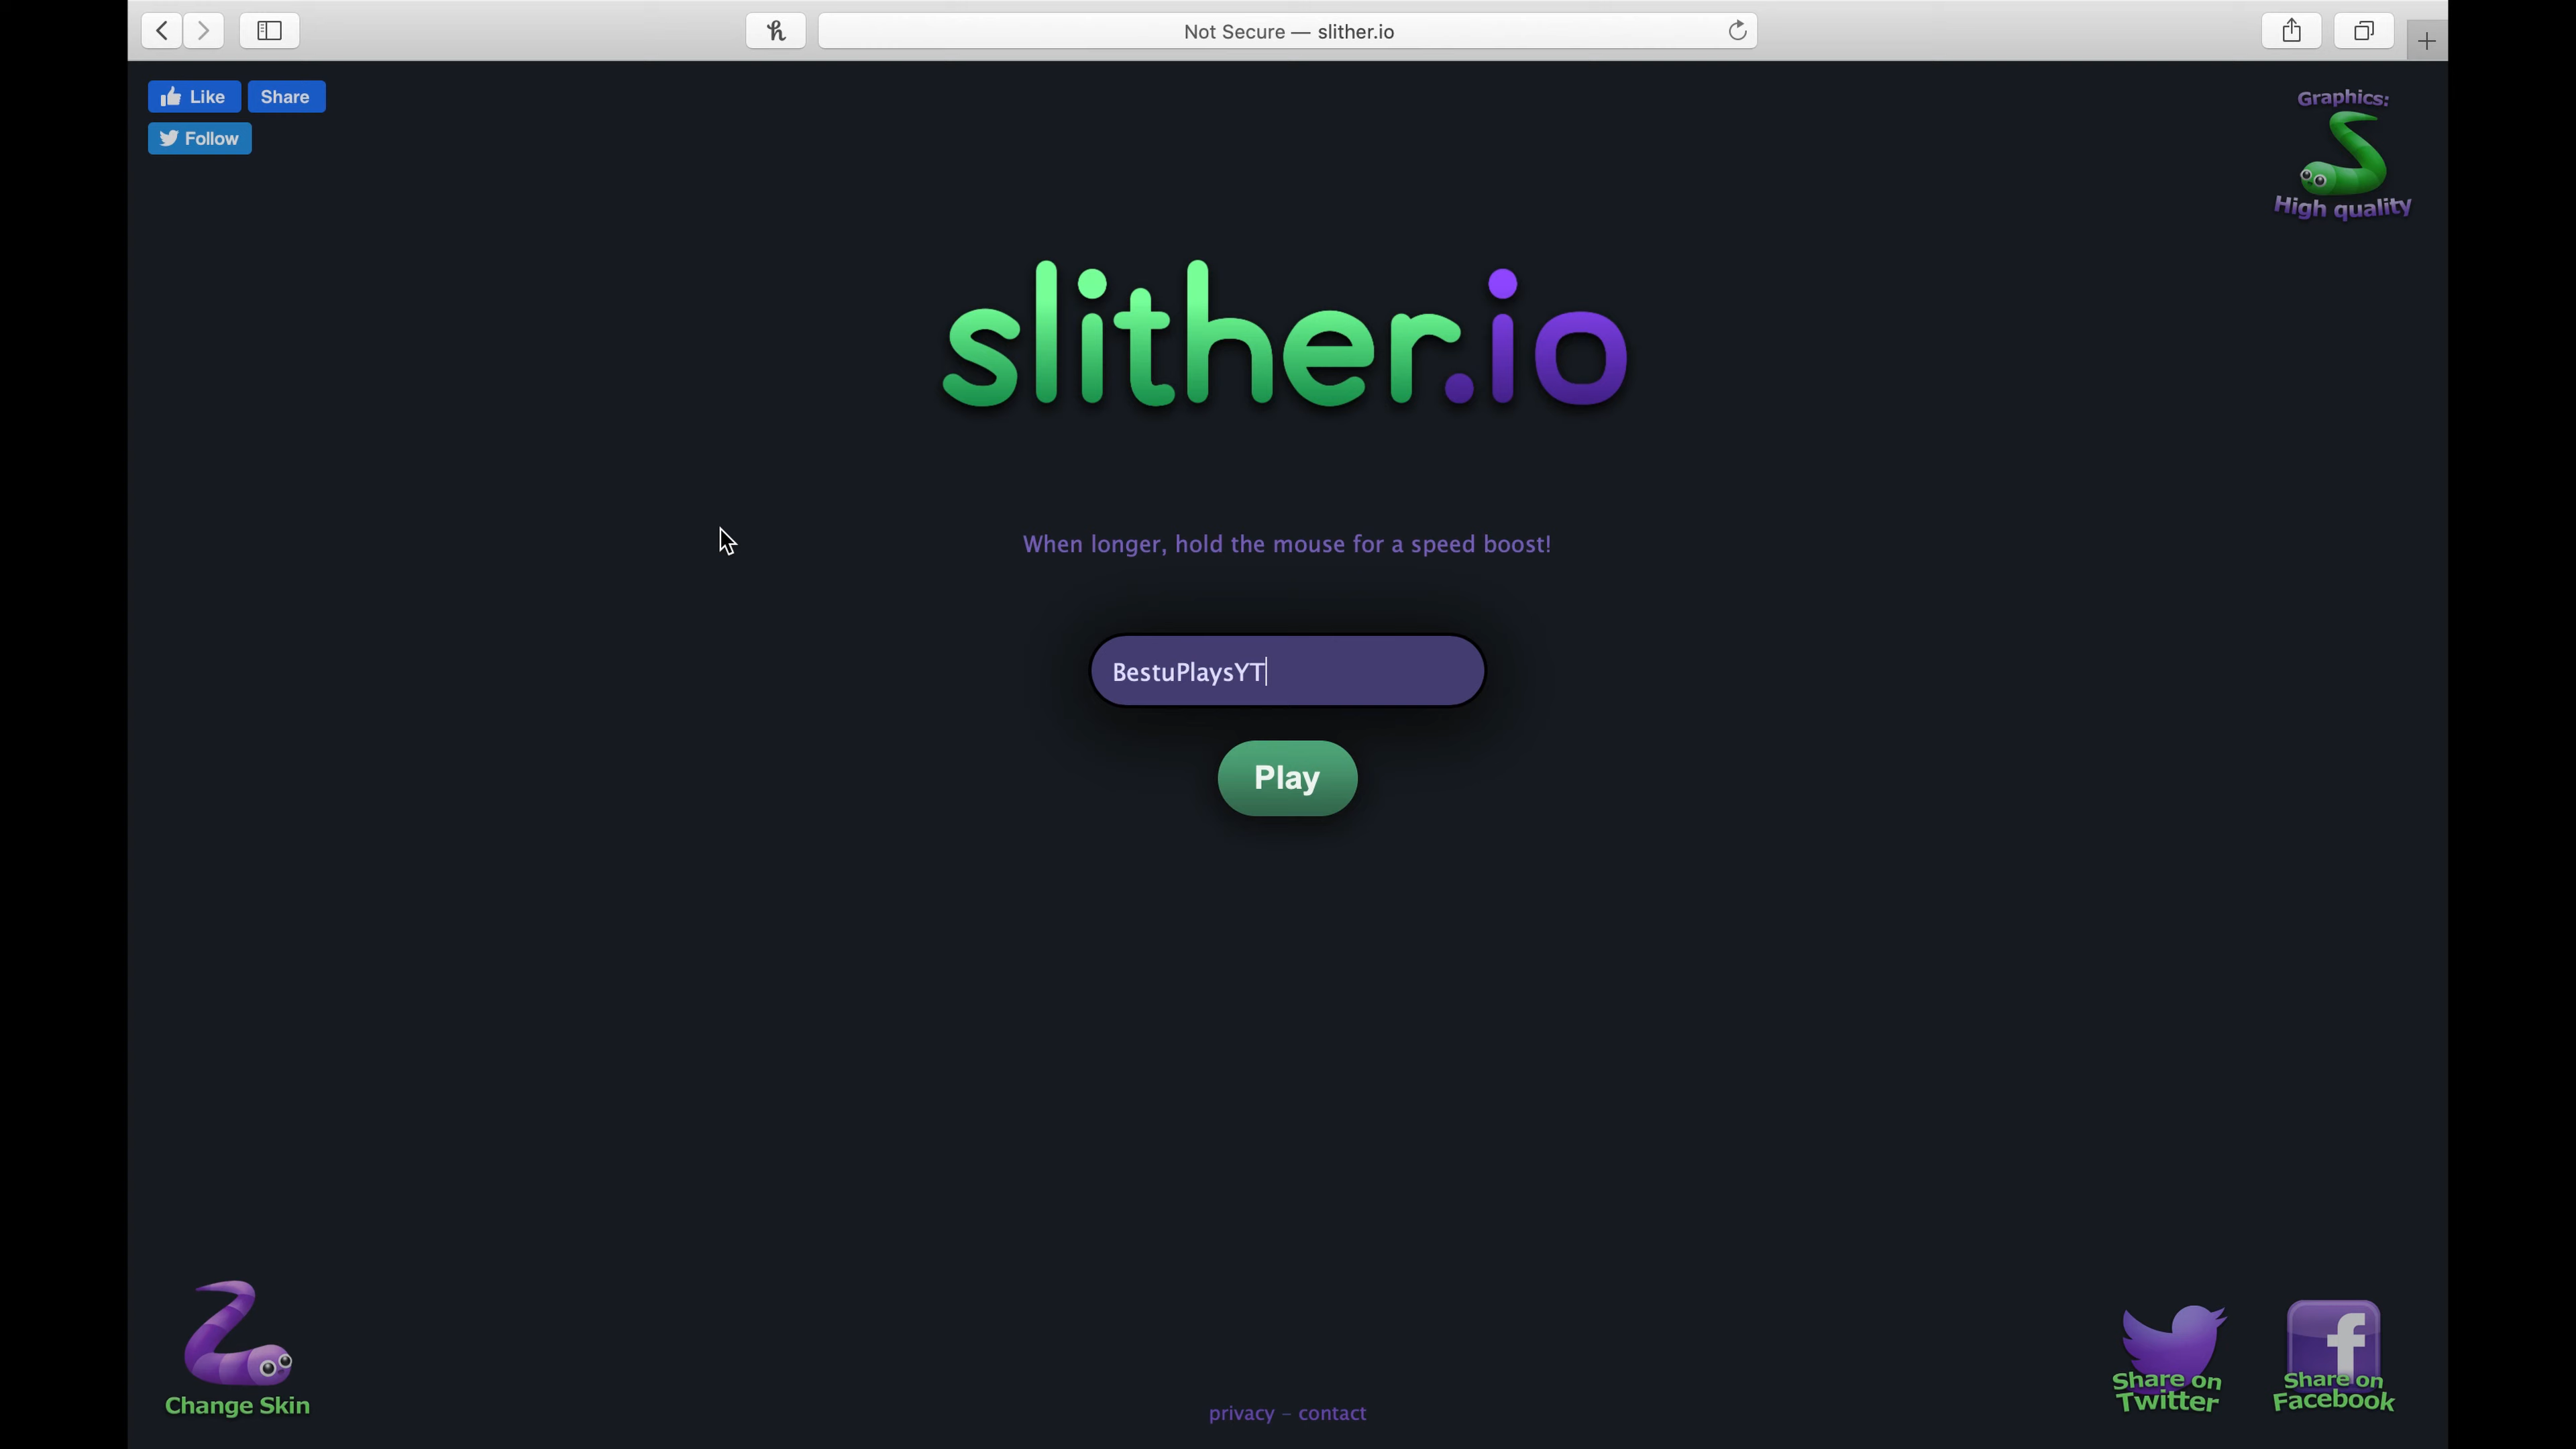 Not Secure — slither.io
Like
Share
Follow
Graphics:
High quality
slither.io
When longer, hold the mouse for a speed boost!
BestuPlaysYT
Play
Change Skin
privacy - contact
Share on
Twitter
Share on
Facebook